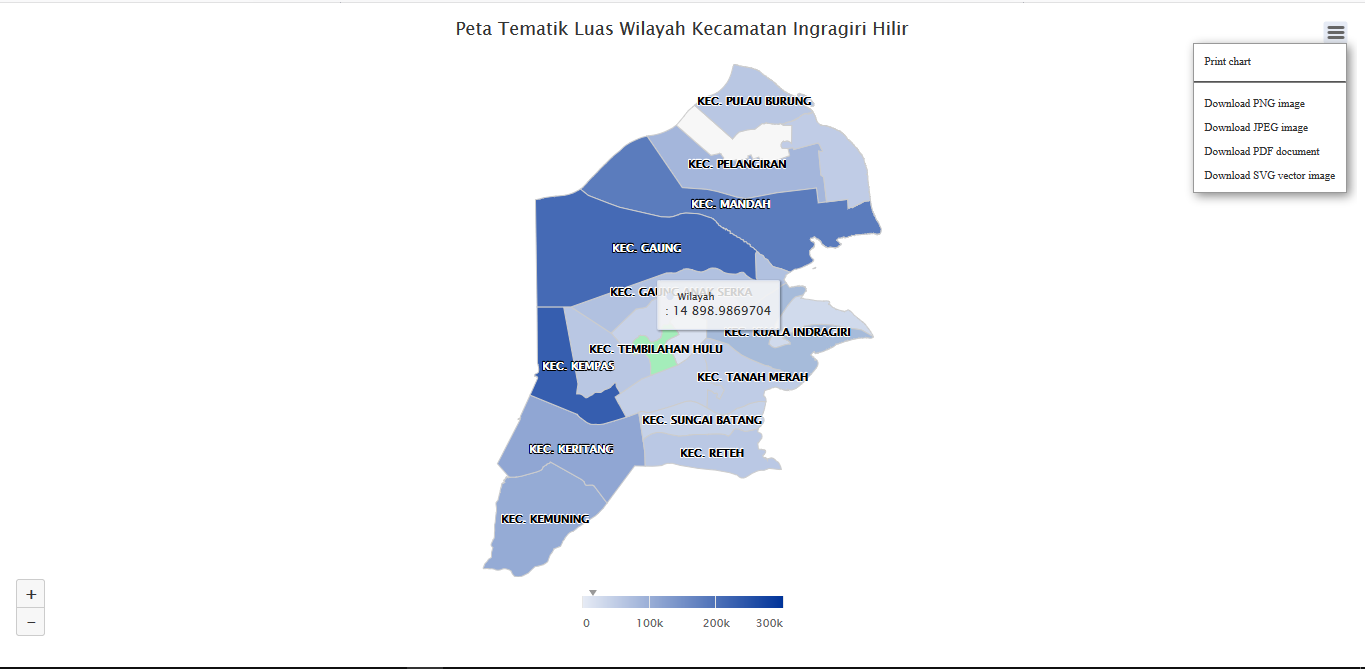 Peta Tematik Luas Wilayah Kecamatan Ingragiri Hilir
Print chart
Download PNG image
Download JPEG image
Download PDF document
Download SVG vector image
KEC. PULAU BURUNG
KEC. PELANGIRAN
KEC. MANDAH
KEC. GAUNG
KEC. GAUNG ANAK SERKA
Wilayah
: 14 898.9869704
KEC. KUALA INDRAGIRI
KEC. TEMBILAHAN HULU
KEC. KEMPAS
KEC. TANAH MERAH
KEC. SUNGAI BATANG
KEC. KERITANG
KEC. RETEH
KEC. KEMUNING
+
−
0 100k 200k 300k